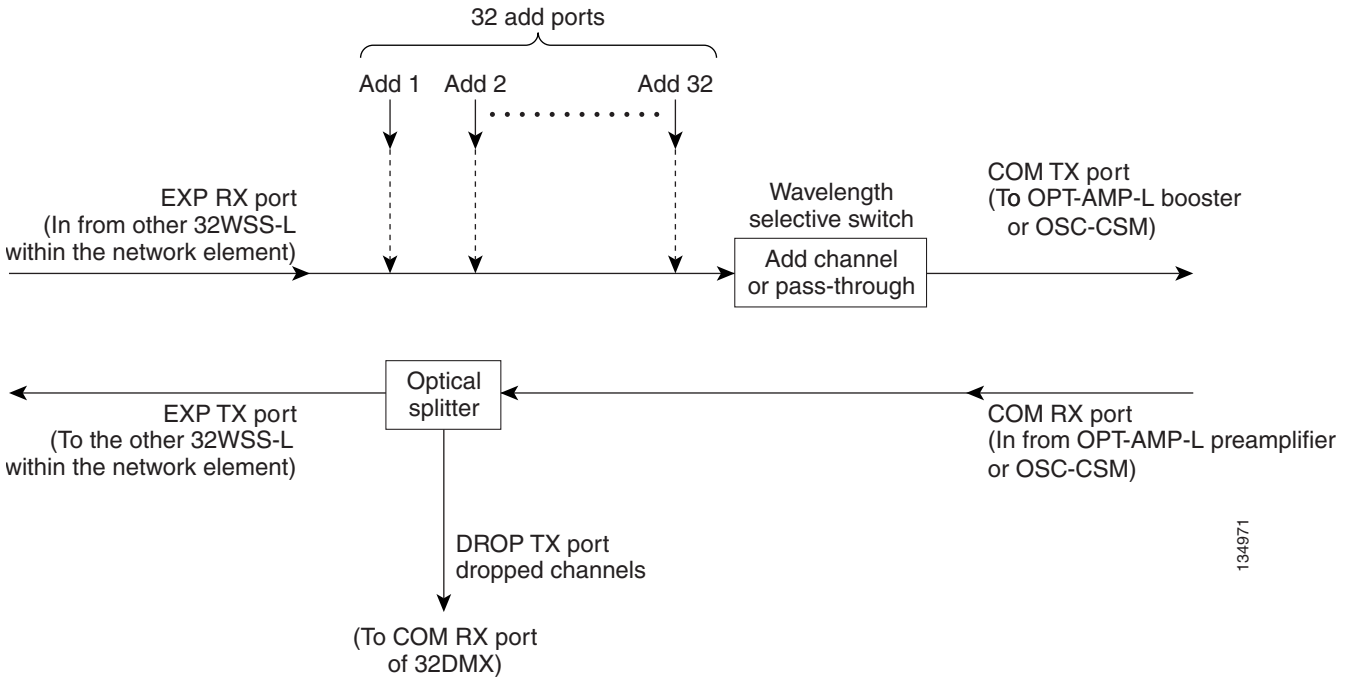 32 add ports
Add 1
Add 2
Add 32
EXP RX port
(In from other 32WSS-L
within the network element)
Wavelength
selective switch
Add channel
or pass-through
COM TX port
(To OPT-AMP-L booster
or OSC-CSM)
Optical
splitter
EXP TX port
(To the other 32WSS-L
within the network element)
COM RX port
(In from OPT-AMP-L preamplifier
or OSC-CSM)
DROP TX port
dropped channels
(To COM RX port
of 32DMX)
134971